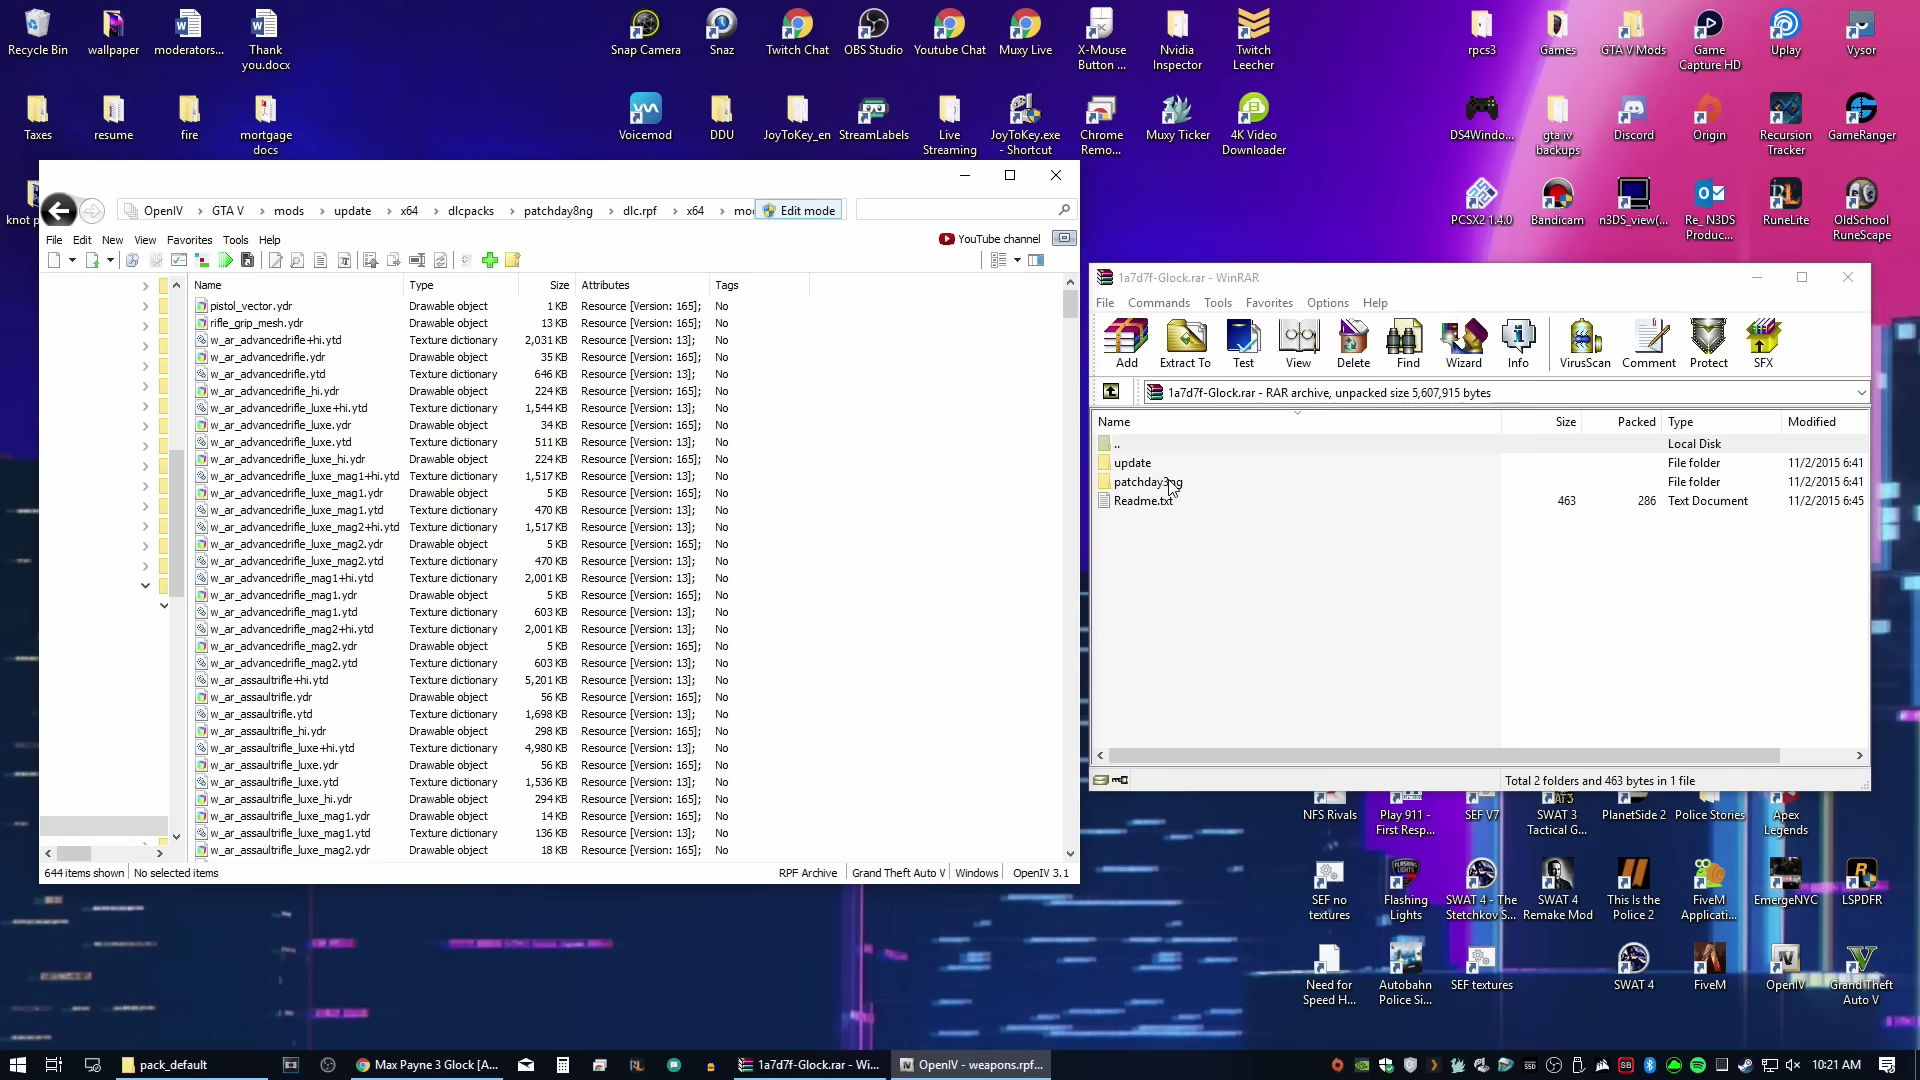 Recycle Bin
wallpaper
moderators...
Thank
you.docx
Snap Camera
Snaz
Twitch Chat
OBS Studio
Youtube Chat
Muxy Live
X-Mouse
Button ...
Nvidia
Inspector
Twitch
Leecher
rpcs3
Games
GTA V Mods
Game
Capture HD
Uplay
Vysor
Taxes
resume
fire
mortgage
docs
Voicemod
DDU
JoyToKey_en
StreamLabels
Live
Streaming
JoyToKey.exe
- Shortcut
Chrome
Remo...
Muxy Ticker
4K Video
Downloader
DS4Windo...
gta iv
backups
Discord
Origin
Recursion
Tracker
GameRanger
knot p
PCSX2 1.4.0
Bandicam
n3DS_view(...
Re_ N3DS
Produc...
RuneLite
OldSchool
RuneScape
OpenIV
GTA V
mods
update
x64
dlcpacks
patchday8ng
dlc.rpf
x64
mo
Edit mode
File Edit New View Favorites Tools Help
YouTube channel
Name Type Size Attributes Tags
pistol_vector.ydr Drawable object 1 KB Resource [Version: 165]; No
rifle_grip_mesh.ydr Drawable object 13 KB Resource [Version: 165]; No
w_ar_advancedrifle+hi.ytd Texture dictionary 2,031 KB Resource [Version: 13]; No
w_ar_advancedrifle.ydr Drawable object 35 KB Resource [Version: 165]; No
w_ar_advancedrifle.ytd Texture dictionary 646 KB Resource [Version: 13]; No
w_ar_advancedrifle_hi.ydr Drawable object 224 KB Resource [Version: 165]; No
w_ar_advancedrifle_luxe+hi.ytd Texture dictionary 1,544 KB Resource [Version: 13]; No
w_ar_advancedrifle_luxe.ydr Drawable object 34 KB Resource [Version: 165]; No
w_ar_advancedrifle_luxe.ytd Texture dictionary 511 KB Resource [Version: 13]; No
w_ar_advancedrifle_luxe_hi.ydr Drawable object 224 KB Resource [Version: 165]; No
w_ar_advancedrifle_luxe_mag1+hi.ytd Texture dictionary 1,517 KB Resource [Version: 13]; No
w_ar_advancedrifle_luxe_mag1.ydr Drawable object 5 KB Resource [Version: 165]; No
w_ar_advancedrifle_luxe_mag1.ytd Texture dictionary 470 KB Resource [Version: 13]; No
w_ar_advancedrifle_luxe_mag2+hi.ytd Texture dictionary 1,517 KB Resource [Version: 13]; No
w_ar_advancedrifle_luxe_mag2.ydr Drawable object 5 KB Resource [Version: 165]; No
w_ar_advancedrifle_luxe_mag2.ytd Texture dictionary 470 KB Resource [Version: 13]; No
w_ar_advancedrifle_mag1+hi.ytd Texture dictionary 2,001 KB Resource [Version: 13]; No
w_ar_advancedrifle_mag1.ydr Drawable object 5 KB Resource [Version: 165]; No
w_ar_advancedrifle_mag1.ytd Texture dictionary 603 KB Resource [Version: 13]; No
w_ar_advancedrifle_mag2+hi.ytd Texture dictionary 2,001 KB Resource [Version: 13]; No
w_ar_advancedrifle_mag2.ydr Drawable object 5 KB Resource [Version: 165]; No
w_ar_advancedrifle_mag2.ytd Texture dictionary 603 KB Resource [Version: 13]; No
w_ar_assaultrifle+hi.ytd Texture dictionary 5,201 KB Resource [Version: 13]; No
w_ar_assaultrifle.ydr Drawable object 56 KB Resource [Version: 165]; No
w_ar_assaultrifle.ytd Texture dictionary 1,698 KB Resource [Version: 13]; No
w_ar_assaultrifle_hi.ydr Drawable object 298 KB Resource [Version: 165]; No
w_ar_assaultrifle_luxe+hi.ytd Texture dictionary 4,980 KB Resource [Version: 13]; No
w_ar_assaultrifle_luxe.ydr Drawable object 56 KB Resource [Version: 165]; No
w_ar_assaultrifle_luxe.ytd Texture dictionary 1,536 KB Resource [Version: 13]; No
w_ar_assaultrifle_luxe_hi.ydr Drawable object 294 KB Resource [Version: 165]; No
w_ar_assaultrifle_luxe_mag1.ydr Drawable object 14 KB Resource [Version: 165]; No
w_ar_assaultrifle_luxe_mag1.ytd Texture dictionary 136 KB Resource [Version: 13]; No
w_ar_assaultrifle_luxe_mag2.ydr Drawable object 18 KB Resource [Version: 165]; No
644 items shown No selected items RPF Archive Grand Theft Auto V Windows OpenIV 3.1
1a7d7f-Glock.rar - WinRAR
File Commands Tools Favorites Options Help
Add Extract To Test View Delete Find Wizard Info VirusScan Comment Protect SFX
1a7d7f-Glock.rar - RAR archive, unpacked size 5,607,915 bytes
Name Size Packed Type Modified
.. Local Disk
update File folder 11/2/2015 6:41
patchday3ng File folder 11/2/2015 6:41
Readme.txt 463 286 Text Document 11/2/2015 6:45
Total 2 folders and 463 bytes in 1 file
NFS Rivals
Play 911 -
First Resp...
SEF V7
SWAT 3
Tactical G...
PlanetSide 2
Police Stories
Apex
Legends
SEF no
textures
Flashing
Lights
SWAT 4 - The
Stetchkov S...
SWAT 4
Remake Mod
This Is the
Police 2
FiveM
Applicati...
EmergeNYC
LSPDFR
Need for
Speed H...
Autobahn
Police Si...
SEF textures
SWAT 4
FiveM
OpenIV
Grand Theft
Auto V
pack_default
Max Payne 3 Glock [A...
1a7d7f-Glock.rar - Wi...
OpenIV - weapons.rpf...
10:21 AM